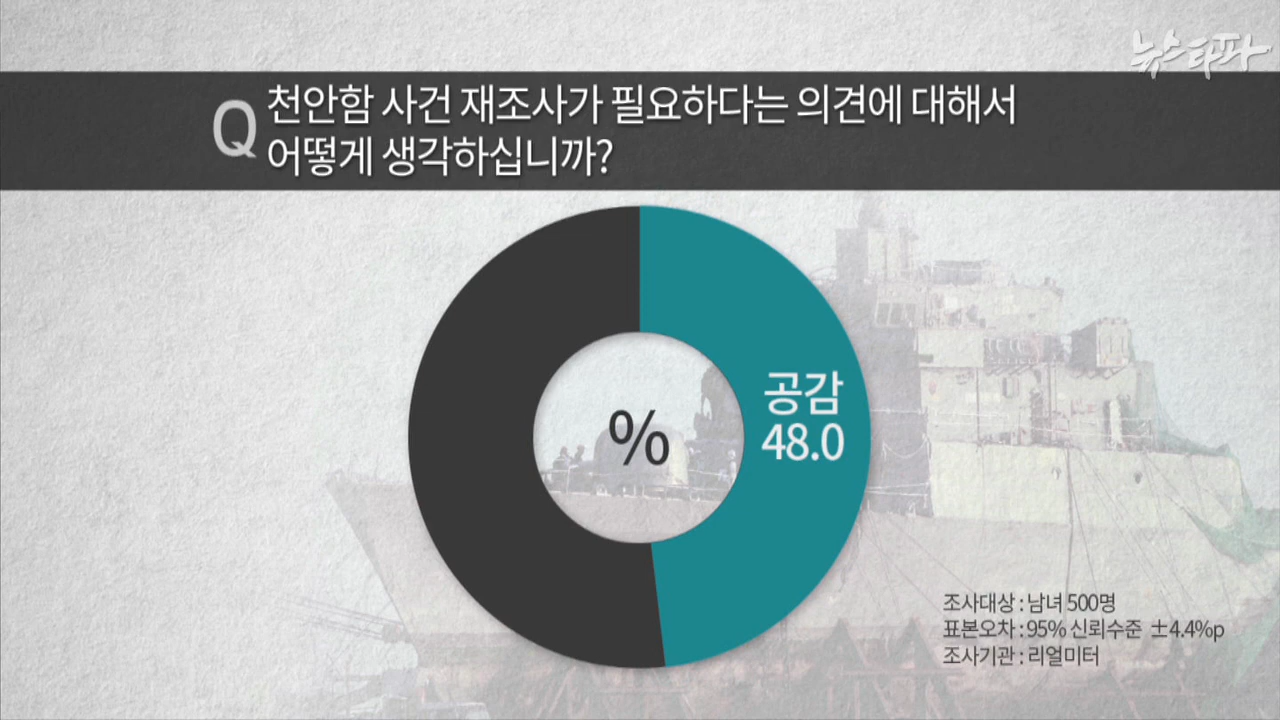 뉴스타파
Q 천안함 사건 재조사가 필요하다는 의견에 대해서
어떻게 생각하십니까?
공감
48.0
%
조사대상 : 남녀 500명
표본오차 : 95% 신뢰수준 ±4.4%p
조사기관 : 리얼미터